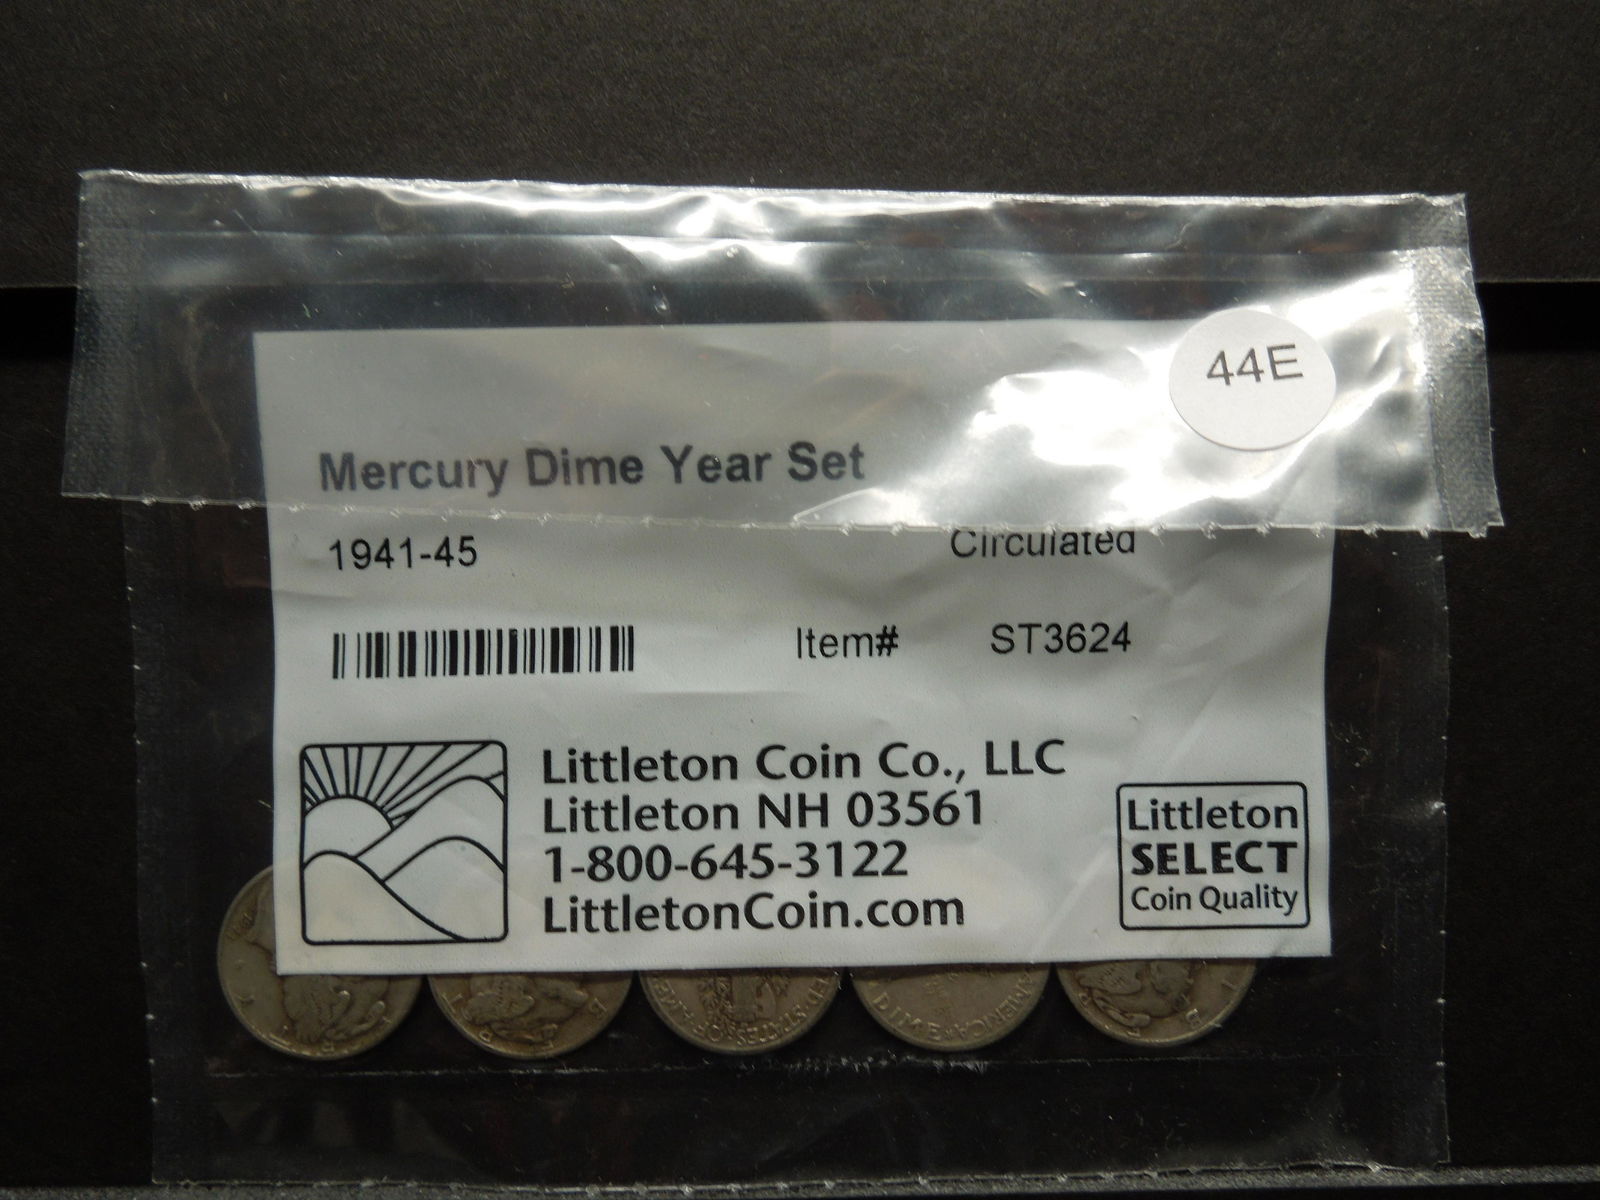 44E
Mercury Dime Year Set
1941-45 Circulated
Item# ST3624
Littleton Coin Co., LLC
Littleton NH 03561
1-800-645-3122
LittletonCoin.com
Littleton
SELECT
Coin Quality